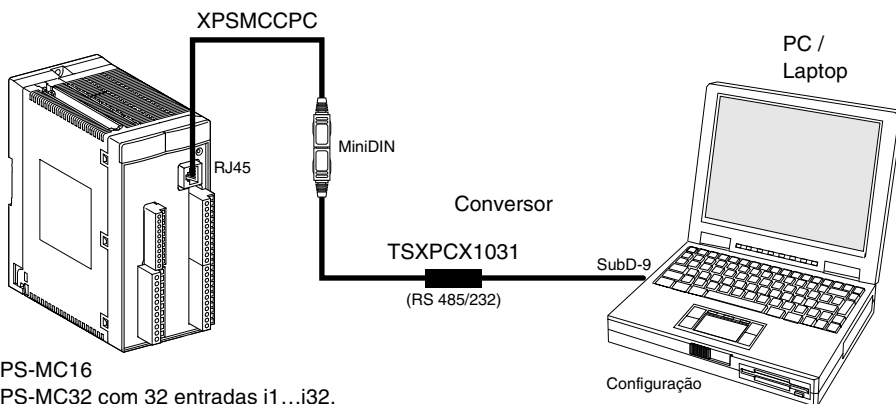 XPSMCCPC
PC /
Laptop
MiniDIN
RJ45
Conversor
TSXPCX1031
SubD-9
(RS 485/232)
PS-MC16
PS-MC32 com 32 entradas i1...i32.
Configuração